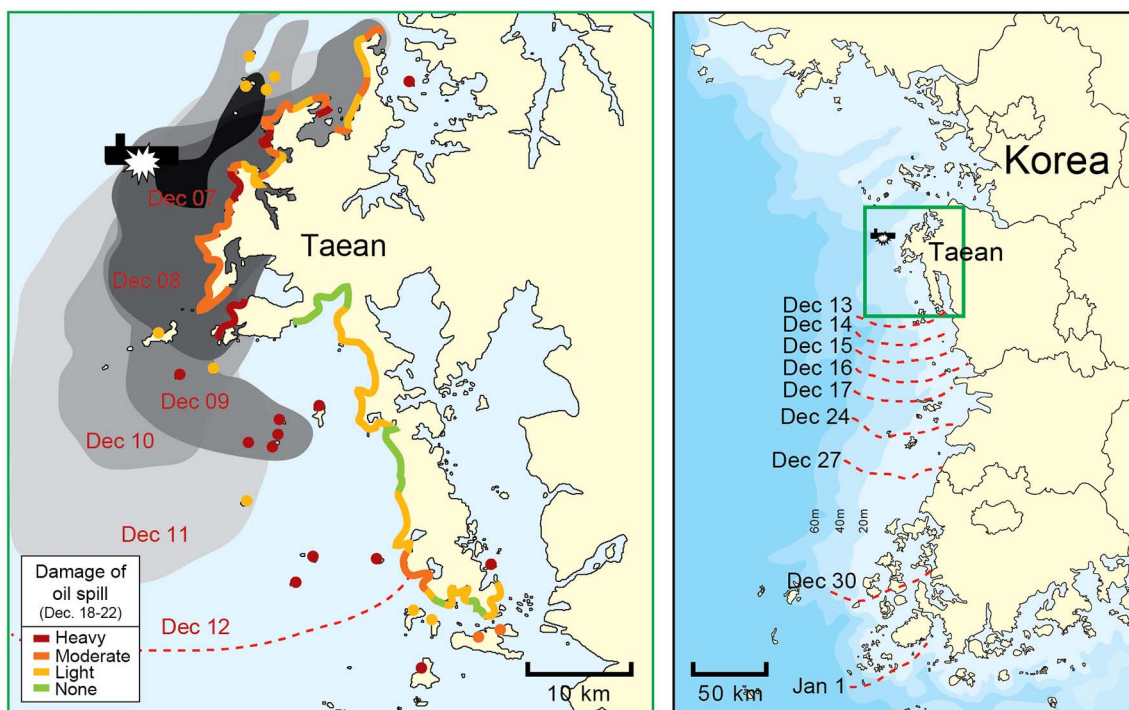 Dec 07
Taean
Dec 08
Dec 09
Dec 10
Dec 11
Damage of
oil spill
(Dec. 18-22)
Heavy
Moderate
Light
None
Dec 12
10 km
Korea
Taean
Dec 13
Dec 14
Dec 15
Dec 16
Dec 17
Dec 24
Dec 27
60m
40m
20m
Dec 30
50 km
Jan 1